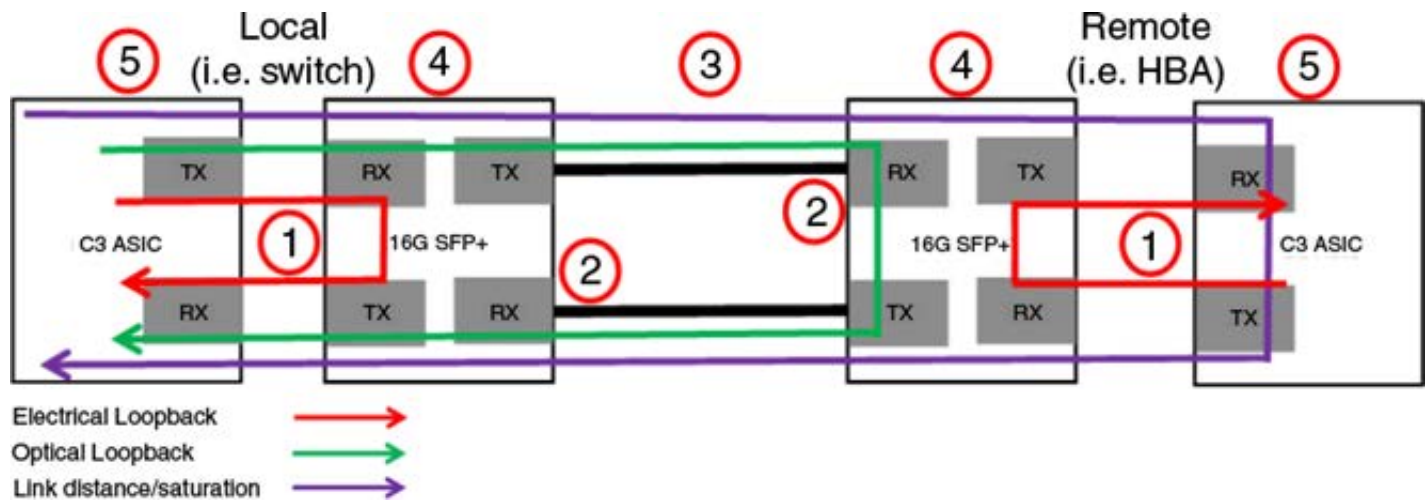 Local
(i.e. switch)
Remote
(i.e. HBA)
5
4
3
4
5
TX
RX
TX
RX
TX
RX
C3 ASIC
1
16G SFP+
2
2
16G SFP+
1
C3 ASIC
RX
TX
RX
TX
RX
TX
Electrical Loopback
Optical Loopback
Link distance/saturation